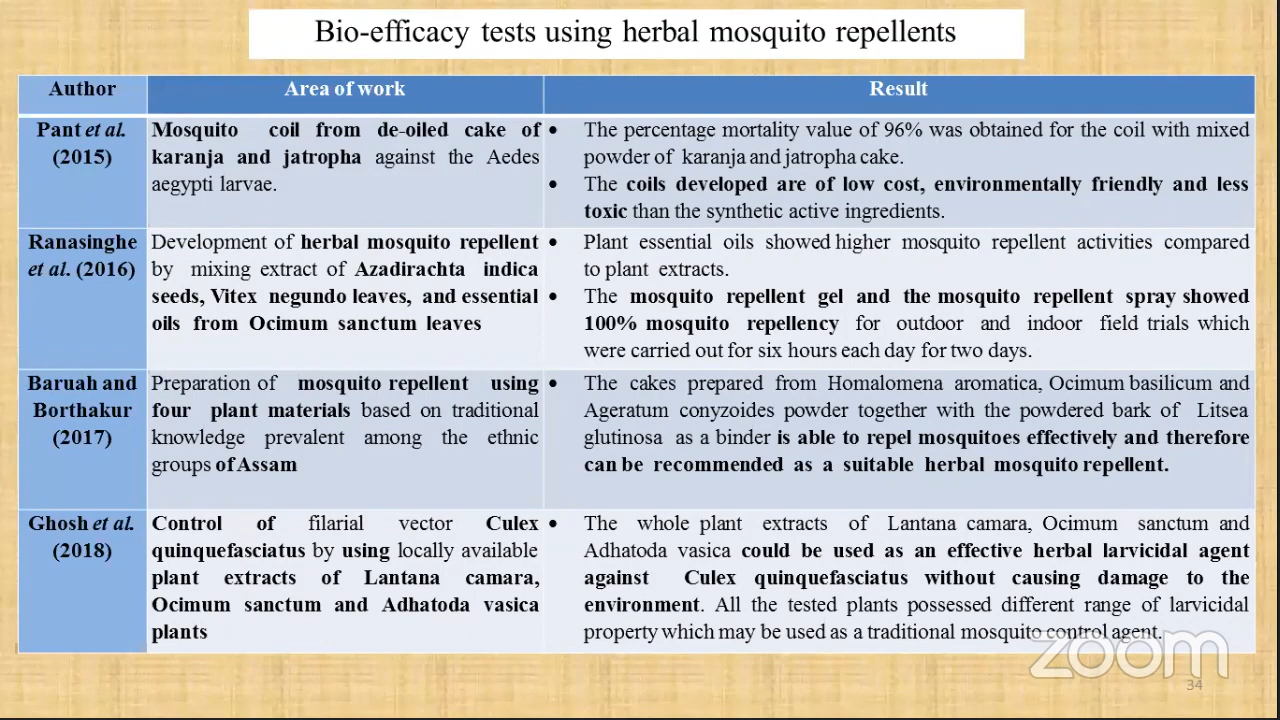 Bio-efficacy tests using herbal mosquito repellents
Author
Area of work
Result
Pant et al.
(2015)
Mosquito coil from de-oiled cake of
karanja and jatropha against the Aedes
aegypti larvae.
• The percentage mortality value of 96% was obtained for the coil with mixed
powder of karanja and jatropha cake.
• The coils developed are of low cost, environmentally friendly and less
toxic than the synthetic active ingredients.
Ranasinghe
et al. (2016)
Development of herbal mosquito repellent
by mixing extract of Azadirachta indica
seeds, Vitex negundo leaves, and essential
oils from Ocimum sanctum leaves
• Plant essential oils showed higher mosquito repellent activities compared
to plant extracts.
• The mosquito repellent gel and the mosquito repellent spray showed
100% mosquito repellency for outdoor and indoor field trials which
were carried out for six hours each day for two days.
Baruah and
Borthakur
(2017)
Preparation of mosquito repellent using
four plant materials based on traditional
knowledge prevalent among the ethnic
groups of Assam
• The cakes prepared from Homalomena aromatica, Ocimum basilicum and
Ageratum conyzoides powder together with the powdered bark of Litsea
glutinosa as a binder is able to repel mosquitoes effectively and therefore
can be recommended as a suitable herbal mosquito repellent.
Ghosh et al.
(2018)
Control of filarial vector Culex
quinquefasciatus by using locally available
plant extracts of Lantana camara,
Ocimum sanctum and Adhatoda vasica
plants
• The whole plant extracts of Lantana camara, Ocimum sanctum and
Adhatoda vasica could be used as an effective herbal larvicidal agent
against Culex quinquefasciatus without causing damage to the
environment. All the tested plants possessed different range of larvicidal
property which may be used as a traditional mosquito control agent.
zoom
34